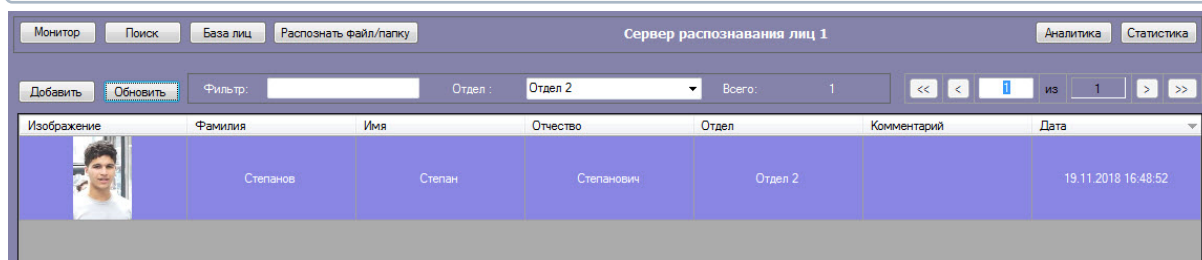 Монитор Поиск База лиц Распознать файл/папку Сервер распознавания лиц 1 Аналитика Статистика
Добавить Обновить Фильтр: Отдел : Отдел 2 Всего: 1 << < 1 из 1 > >>
Изображение Фамилия Имя Отчество Отдел Комментарий Дата
Степанов Степан Степанович Отдел 2 19.11.2018 16:48:52